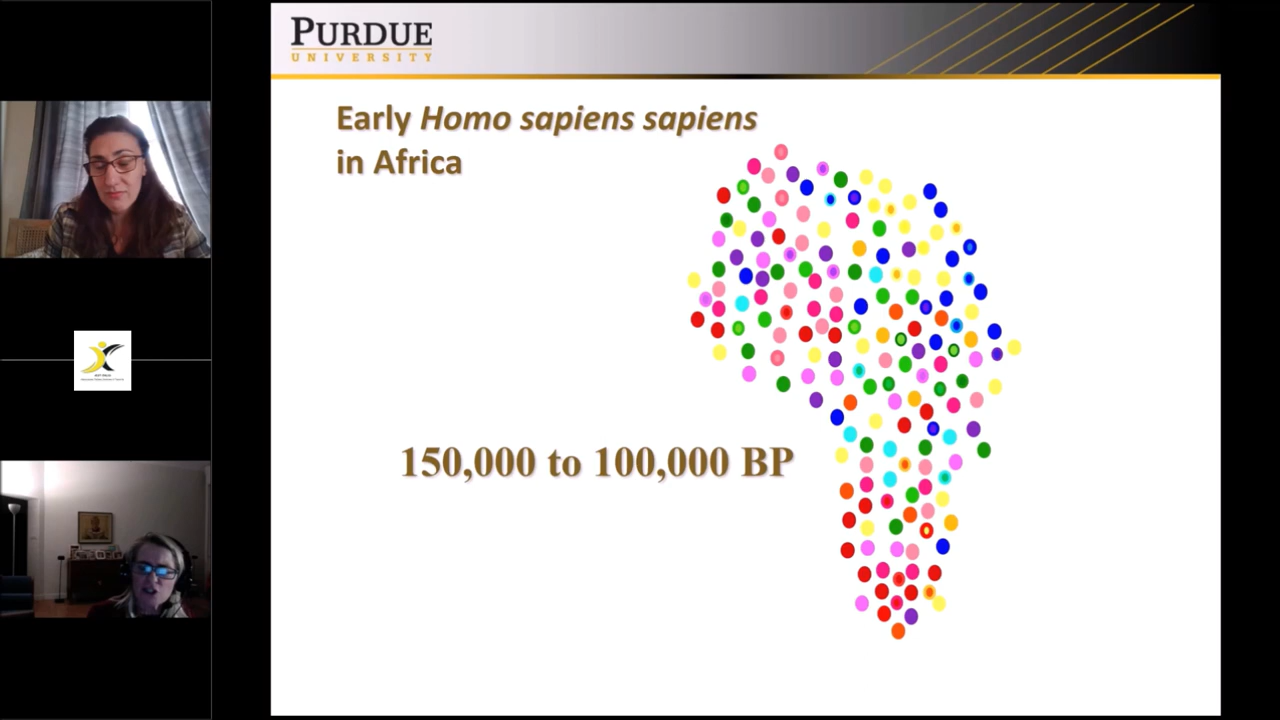 PURDUE
UNIVERSITY
Early Homo sapiens sapiens
in Africa
150,000 to 100,000 BP